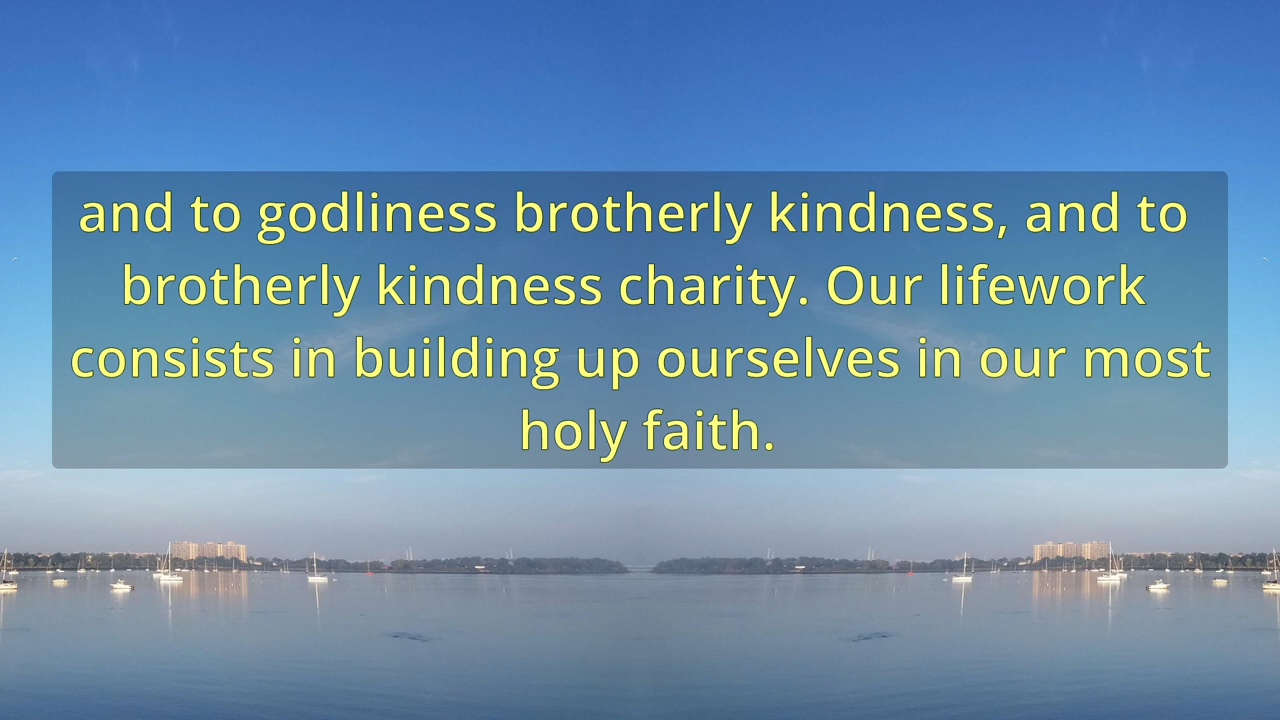 and to godliness brotherly kindness, and to
brotherly kindness charity. Our lifework
consists in building up ourselves in our most
holy faith.